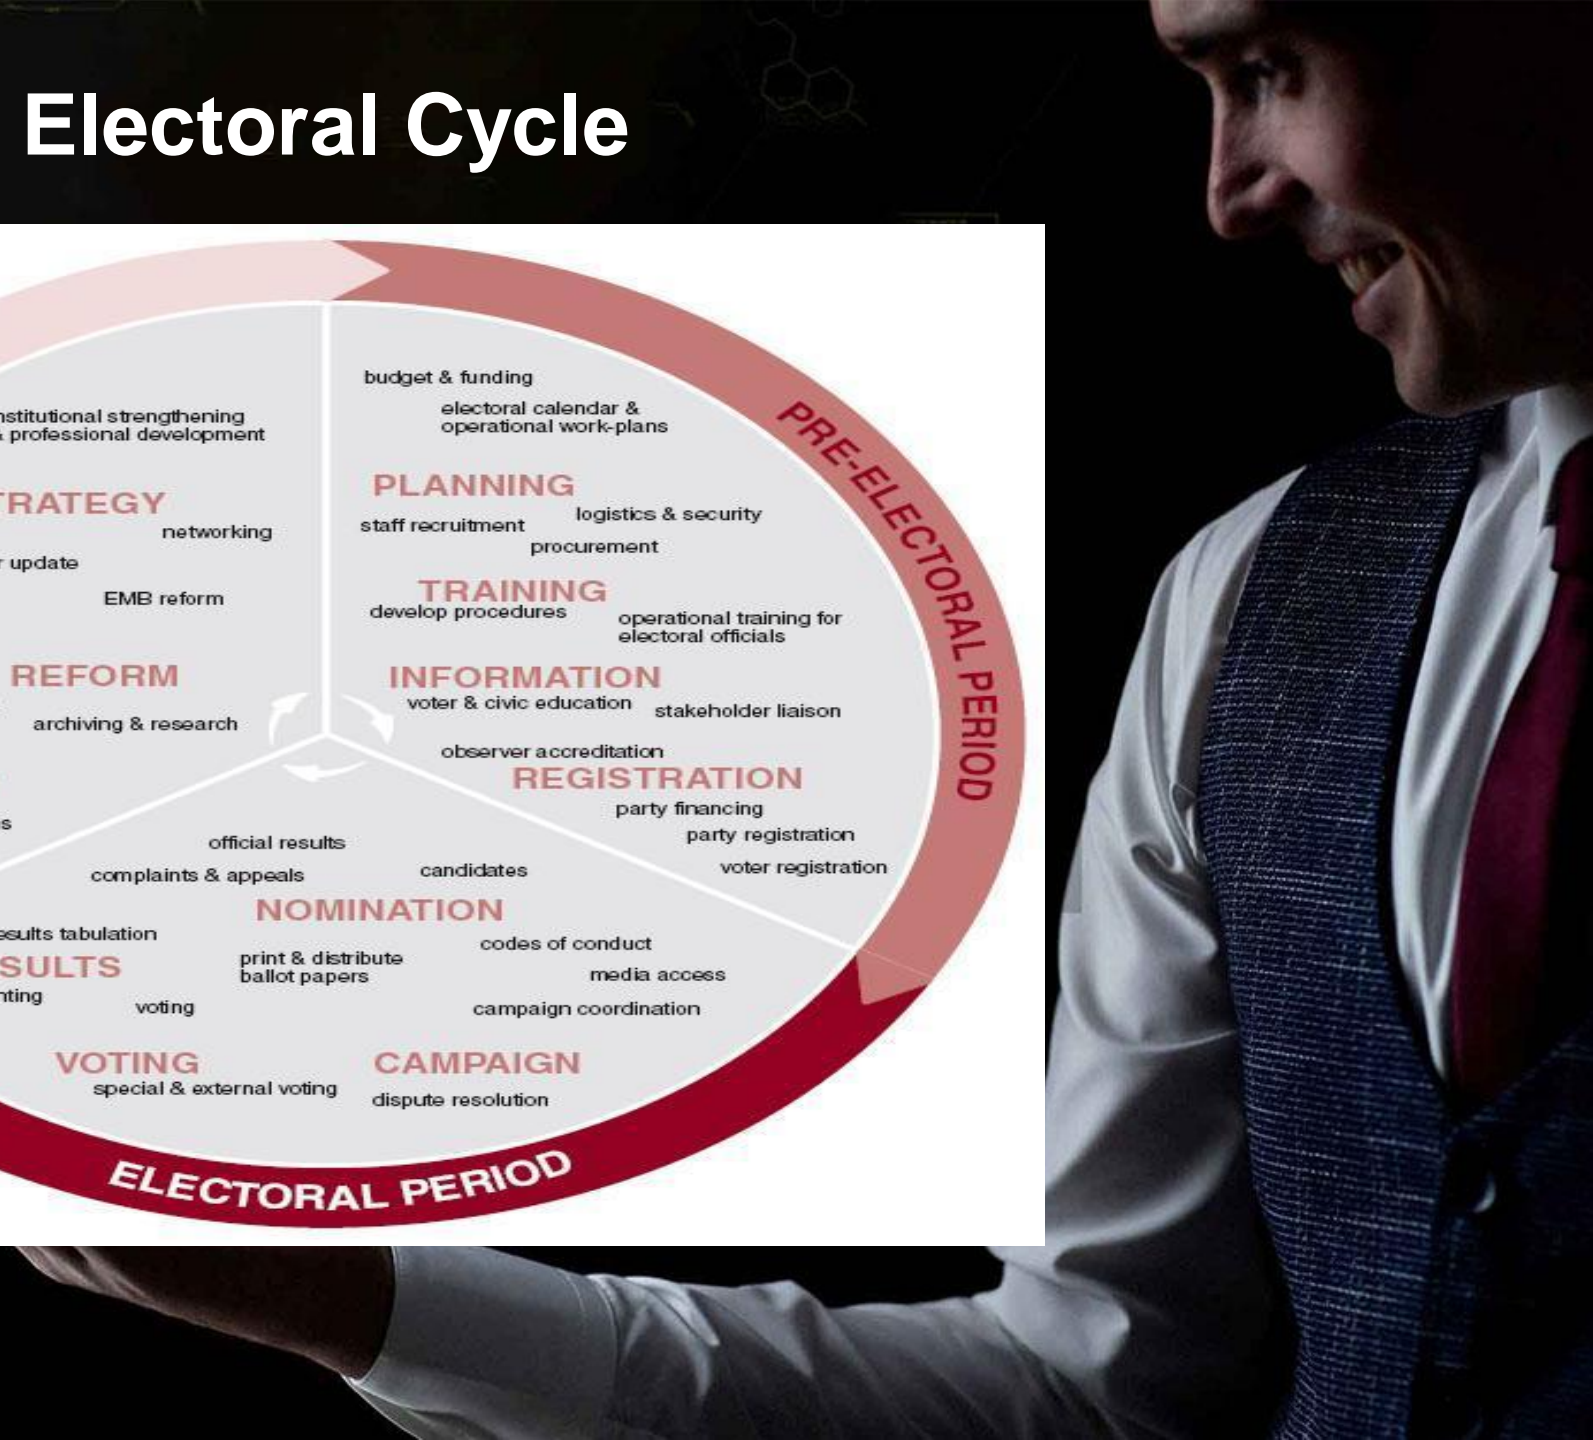 Electoral Cycle
budget & funding
electoral calendar &
operational work-plans
PLANNING
logistics & security
staff recruitment
procurement
TRAINING
develop procedures
operational training for
electoral officials
INFORMATION
voter & civic education
stakeholder liaison
observer accreditation
REGISTRATION
party financing
party registration
voter registration
PRE-ELECTORAL PERIOD
nstitutional strengthening
& professional development
TRATEGY
networking
r update
EMB reform
REFORM
archiving & research
s
official results
complaints & appeals
candidates
NOMINATION
esults tabulation
codes of conduct
SULTS
print & distribute
ballot papers
media access
nting
voting
campaign coordination
VOTING
CAMPAIGN
special & external voting
dispute resolution
ELECTORAL PERIOD